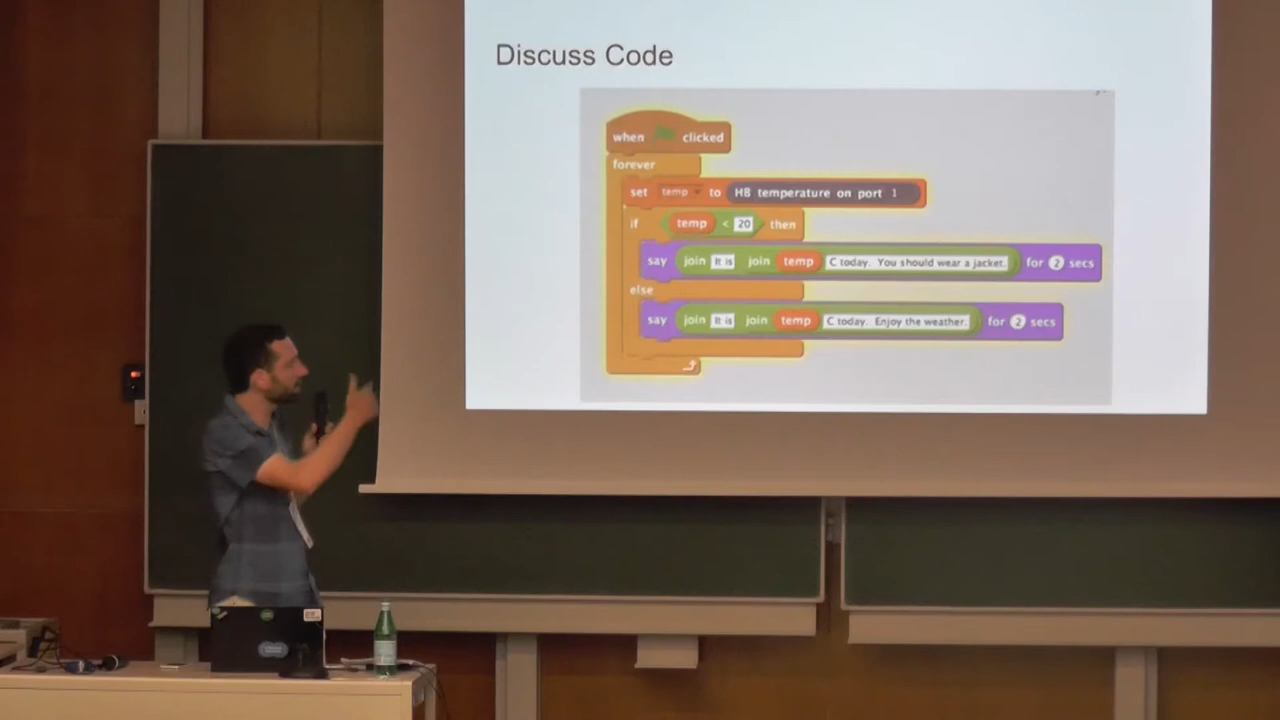 Discuss Code
when clicked
forever
set temp to HB temperature on port 1
if temp < 20 then
say join It is join temp C today. You should wear a jacket. for 2 secs
else
say join It is join temp C today. Enjoy the weather. for 2 secs